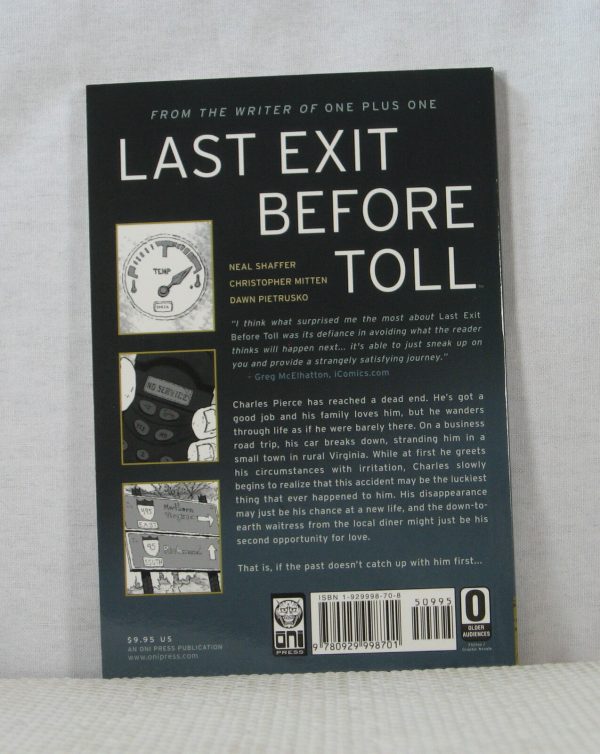 FROM THE WRITER OF ONE PLUS ONE
LAST EXIT
BEFORE
TOLL
NEAL SHAFFER
CHRISTOPHER MITTEN
DAWN PIETRUSKO
TEMP
NO SERVICE
495
EAST
Northern
Virginia
95
SOUTH
Richmond
"I think what surprised me the most about Last Exit
Before Toll was its defiance in avoiding what the reader
thinks will happen next... it's able to just sneak up on
you and provide a strangely satisfying journey."
- Greg McElhatton, iComics.com
Charles Pierce has reached a dead end. He's got a
good job and his family loves him, but he wanders
through life as if he were barely there. On a business
road trip, his car breaks down, stranding him in a
small town in rural Virginia. While at first he greets
his circumstances with irritation, Charles slowly
begins to realize that this accident may be the luckiest
thing that ever happened to him. His disappearance
may just be his chance at a new life, and the down-to-
earth waitress from the local diner might just be his
second opportunity for love.
That is, if the past doesn't catch up with him first...
$9.95 US
AN ONI PRESS PUBLICATION
www.onipress.com
oni
PRESS
ISBN 1-929998-70-8
50995
9 780929 998701
O
OLDER
AUDIENCES
Graphic Novels